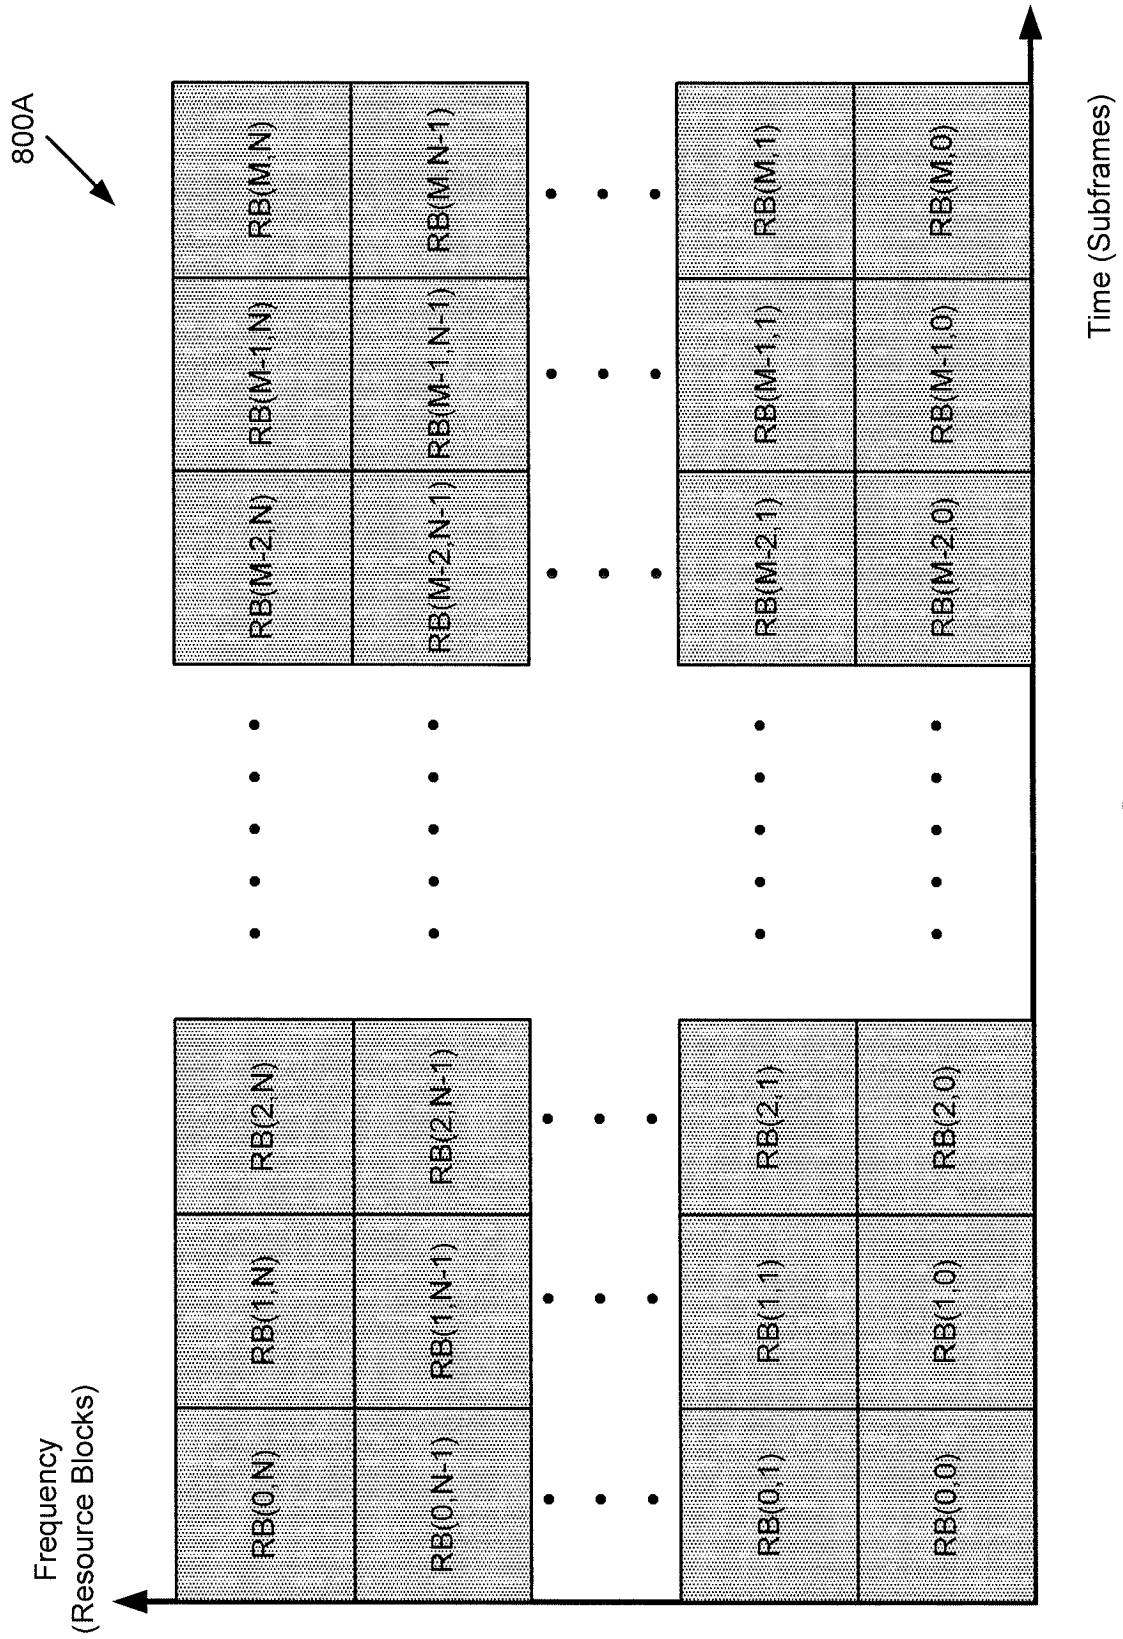 800A
Frequency
(Resource Blocks)
RB(0,N) RB(1,N) RB(2,N) • • • • • RB(M-2,N) RB(M-1,N) RB(M,N)
RB(0,N-1) RB(1,N-1) RB(2,N-1) • • • • • RB(M-2,N-1) RB(M-1,N-1) RB(M,N-1)
RB(0,1) RB(1,1) RB(2,1) • • • • • RB(M-2,1) RB(M-1,1) RB(M,1)
RB(0,0) RB(1,0) RB(2,0) • • • • • RB(M-2,0) RB(M-1,0) RB(M,0)
Time (Subframes)